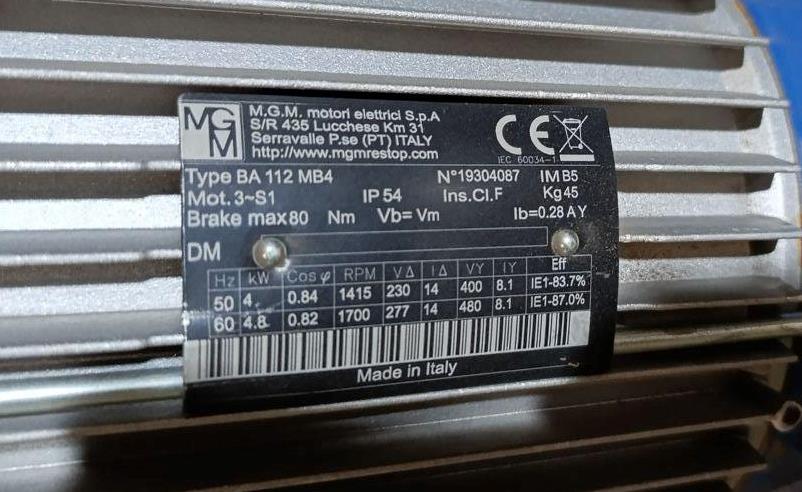 MGM
M.G.M. motori elettrici S.p.A
S/R 435 Lucchese Km 31
Serravalle P.se (PT) ITALY
http://www.mgmrestop.com
CE
IEC 60034-1
Type BA 112 MB4 N°19304087 IM B5
Mot. 3~S1 IP 54 Ins.Cl.F Kg 45
Brake max 80 Nm Vb= Vm Ib=0.28 A Y
DM
Hz kW Cos φ RPM V Δ I Δ VY IY Eff
50 4. 0.84 1415 230 14 400 8.1 IE1-83.7%
60 4.8 0.82 1700 277 14 480 8.1 IE1-87.0%
Made in Italy